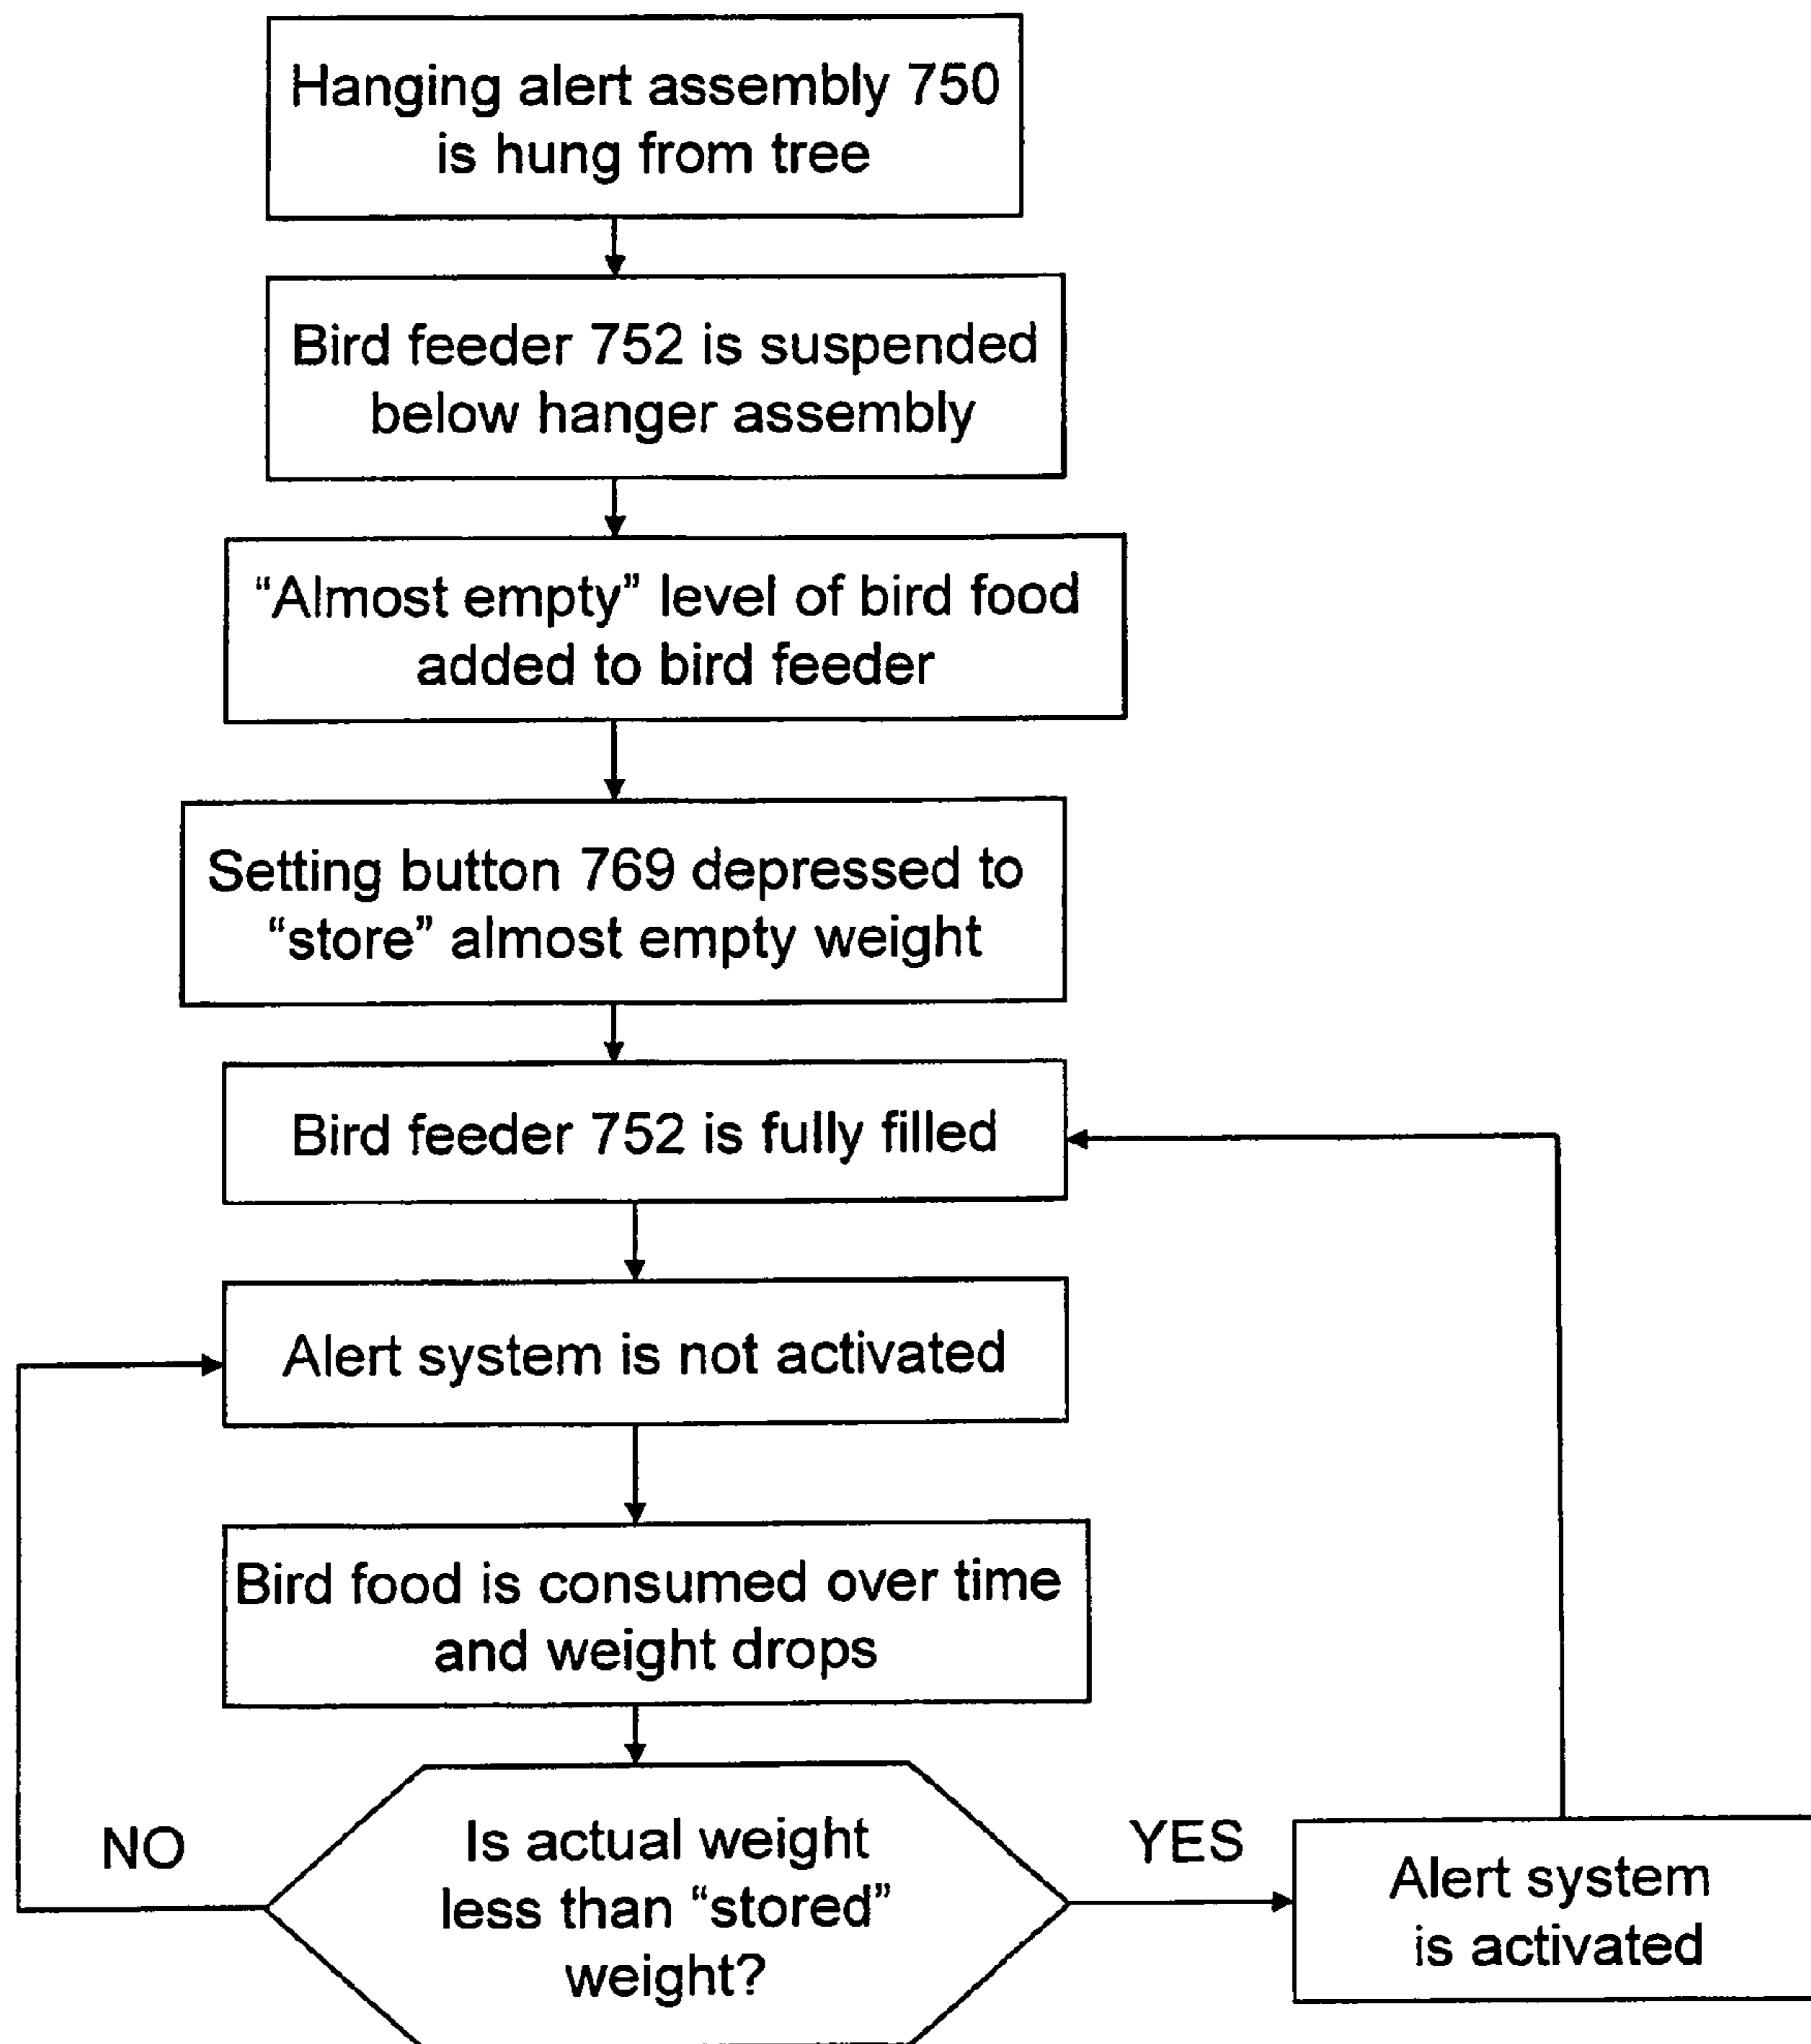 Hanging alert assembly 750
is hung from tree
Bird feeder 752 is suspended
below hanger assembly
“Almost empty” level of bird food
added to bird feeder
Setting button 769 depressed to
“store” almost empty weight
Bird feeder 752 is fully filled
Alert system is not activated
Bird food is consumed over time
and weight drops
NO
Is actual weight
less than “stored”
weight?
YES
Alert system
is activated